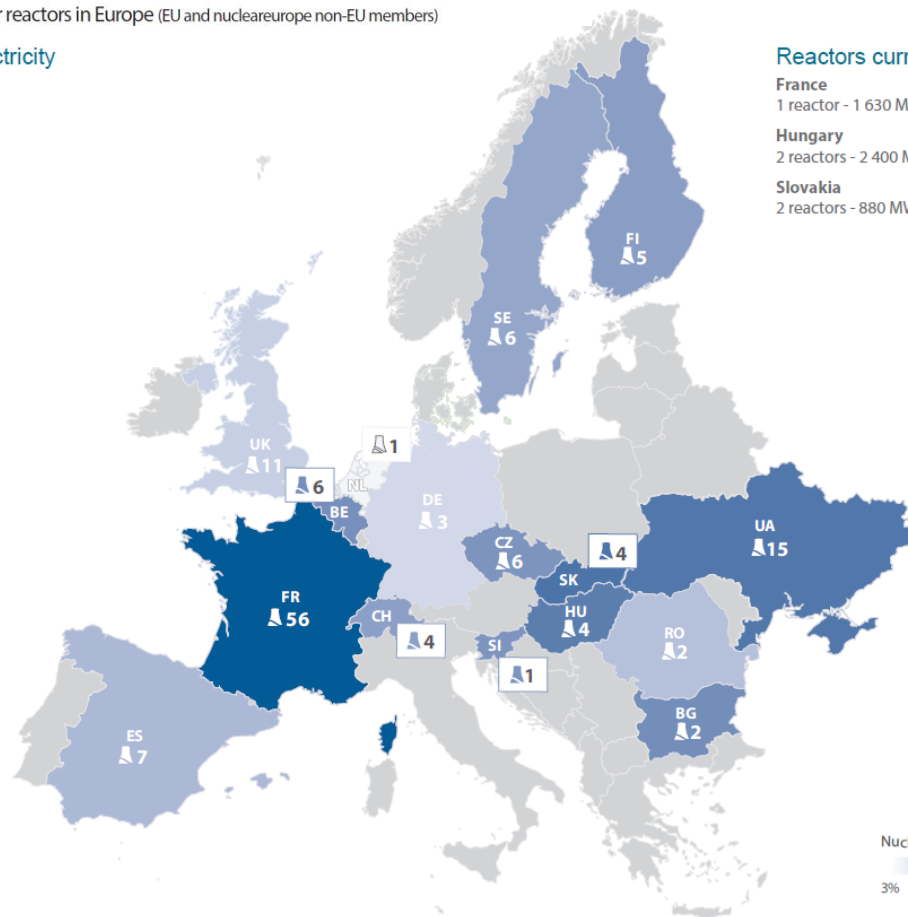 r reactors in Europe (EU and nucleareurope non-EU members)
ctricity
Reactors curr
France
1 reactor - 1 630 M
Hungary
2 reactors - 2 400 M
Slovakia
2 reactors - 880 MW
FI
5
SE
6
UK
11
1
NL
6
BE
DE
3
CZ
6
4
SK
UA
15
FR
56
CH
4
HU
4
SI
1
RO
2
BG
2
ES
7
Nucl
3%